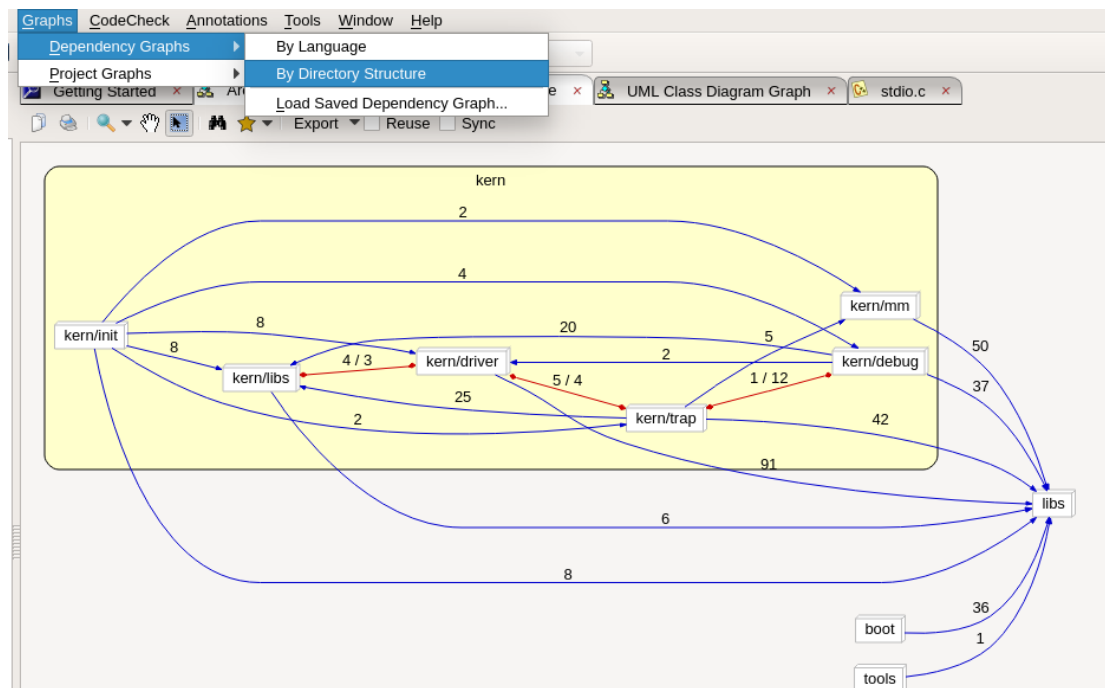 Graphs CodeCheck Annotations Tools Window Help
Dependency Graphs By Language
Project Graphs By Directory Structure
Load Saved Dependency Graph...
Getting Started UML Class Diagram Graph stdio.c
Export Reuse Sync
kern
2
4
kern/mm
8
kern/init
20
5
8
50
4 / 3
kern/driver
2
kern/debug
kern/libs
5 / 4
1 / 12
37
25
2
kern/trap
42
91
libs
6
8
36
boot
1
tools